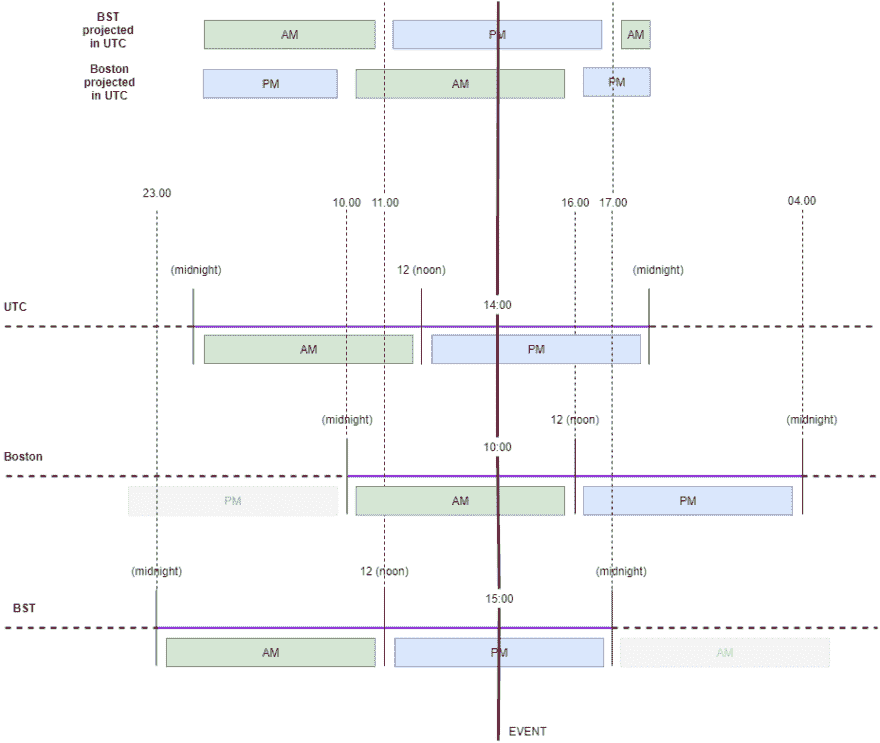 BST
projected
in UTC
AM
PM
AM
Boston
projected
in UTC
PM
AM
PM
23.00
10.00
11.00
16.00
17.00
04.00
(midnight)
12 (noon)
(midnight)
UTC
14:00
AM
PM
(midnight)
12 (noon)
(midnight)
Boston
10:00
PM
AM
PM
(midnight)
12 (noon)
(midnight)
BST
15:00
AM
PM
AM
EVENT